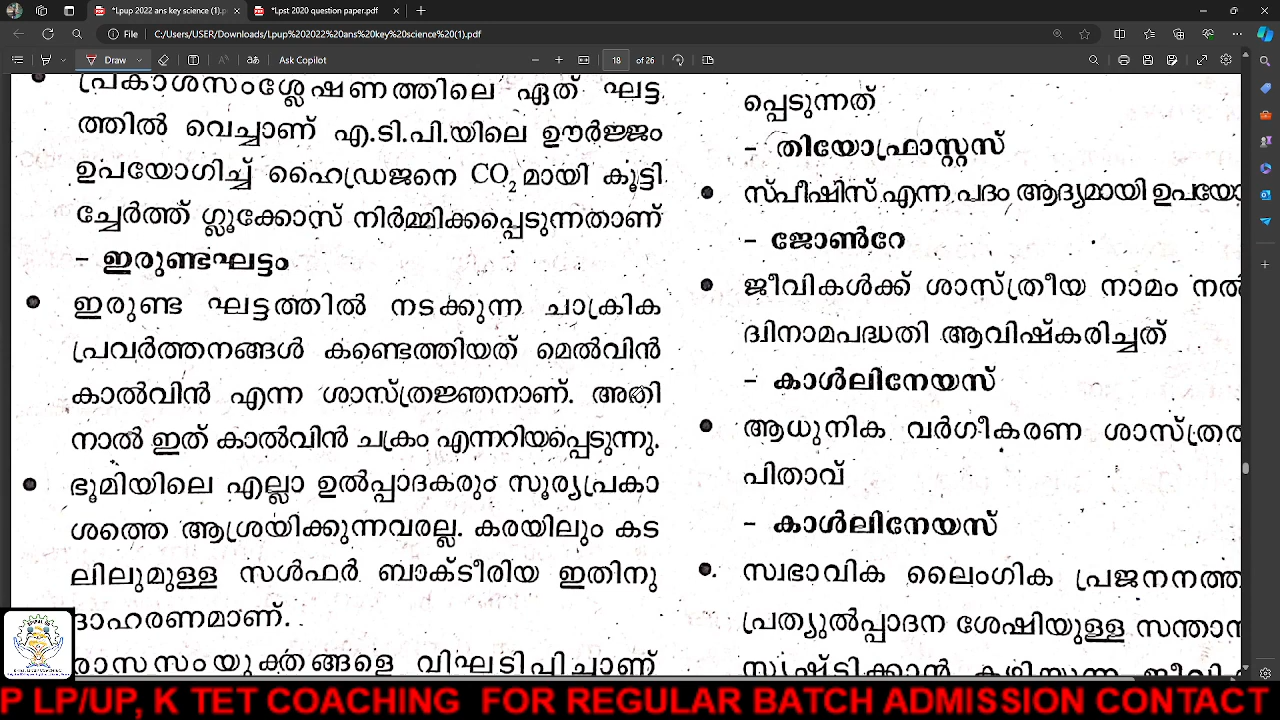 *Lpup 2022 ans key science (1).p
*Lpst 2020 question paper.pdf
File
C:/Users/USER/Downloads/Lpup%202022%20ans%20key%20science%20(1).pdf
Draw
Ask Copilot
18 of 26
പ്രകാശസംശ്ലേഷണത്തിലെ ഏത് ഘട്ട
ത്തിൽ വെച്ചാണ് എ.ടി.പി.യിലെ ഊർജ്ജം
ഉപയോഗിച്ച് ഹൈഡ്രജനെ CO₂ മായി കൂട്ടി
ച്ചേർത്ത് ഗ്ലൂക്കോസ് നിർമ്മിക്കപ്പെടുന്നതാണ്
– ഇരുണ്ടഘട്ടം
• ഇരുണ്ട ഘട്ടത്തിൽ നടക്കുന്ന ചാക്രിക
പ്രവർത്തനങ്ങൾ കണ്ടെത്തിയത് മെൽവിൻ
കാൽവിൻ എന്ന ശാസ്ത്രജ്ഞനാണ്. അതി
നാൽ ഇത് കാൽവിൻ ചക്രം എന്നറിയപ്പെടുന്നു.
• ഭൂമിയിലെ എല്ലാ ഉൽപ്പാദകരും സൂര്യപ്രകാ
ശത്തെ ആശ്രയിക്കുന്നവരല്ല. കരയിലും കട
ലിലുമുള്ള സൾഫർ ബാക്ടീരിയ ഇതിനു
ദാഹരണമാണ്.
രാസസംയുക്തങ്ങളെ വിഘടിപ്പിച്ചാണ്
പ്പെടുന്നത്
– തിയോഫ്രാസ്റ്റസ്
• സ്പീഷിസ് എന്ന പദം ആദ്യമായി ഉപയോ
– ജോൺറേ
• ജീവികൾക്ക് ശാസ്ത്രീയ നാമം നൽ
ദ്വിനാമപദ്ധതി ആവിഷ്കരിച്ചത്
– കാൾലിനേയസ്
• ആധുനിക വർഗീകരണ ശാസ്ത്രത
പിതാവ്
– കാൾലിനേയസ്
• സ്വഭാവിക ലൈംഗിക പ്രജനനത്ത
പ്രത്യുൽപ്പാദന ശേഷിയുള്ള സന്താന
സൃഷ്ടിക്കാൻ കഴിയുന്ന
P LP/UP, K TET COACHING FOR REGULAR BATCH ADMISSION CONTACT